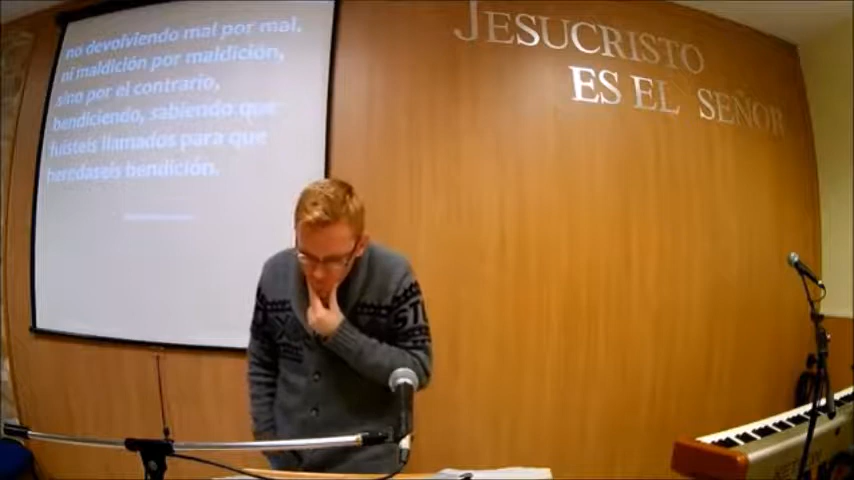 no devolviendo mal por mal,
ni maldición por maldición,
sino por el contrario,
bendiciendo, sabiendo que
fuisteis llamados para que
heredaseis bendición.
JESUCRISTO
ES EL SEÑOR